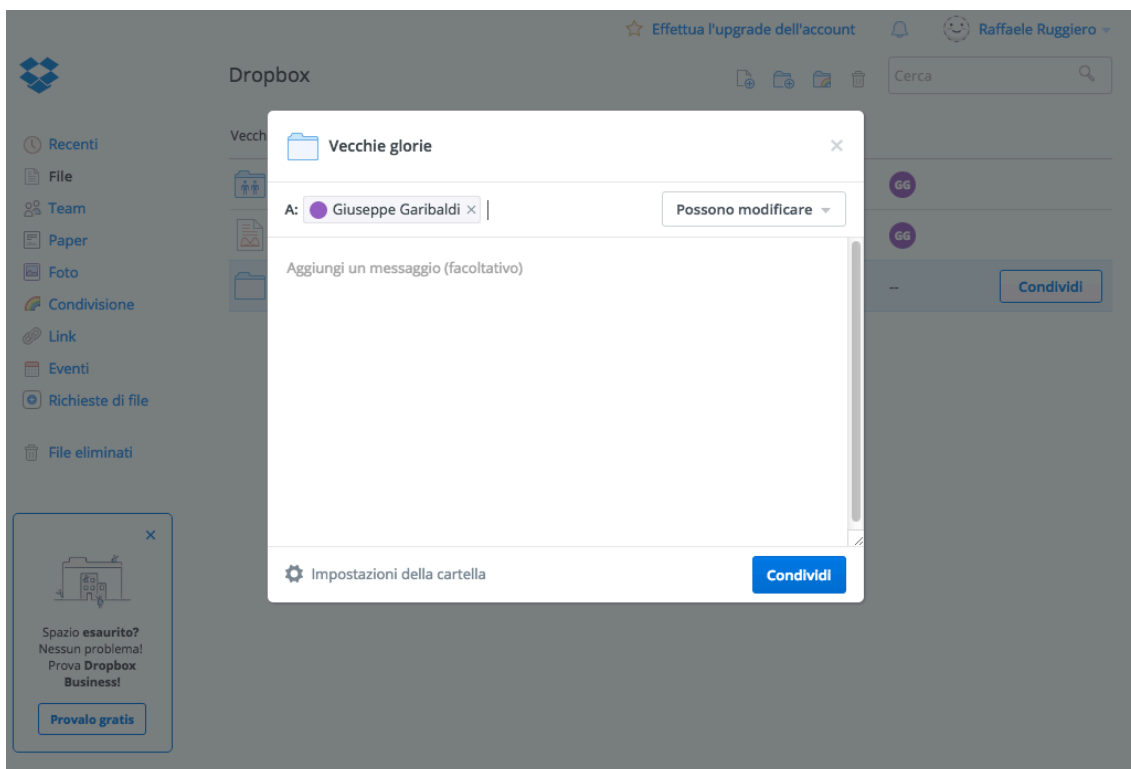 Effettua l'upgrade dell'account
Raffaele Ruggiero
Dropbox
Cerca
Recenti
File
Team
Paper
Foto
Condivisione
Link
Eventi
Richieste di file
File eliminati
Vecch
GG
GG
--
Condividi
Vecchie glorie
A: Giuseppe Garibaldi ×
Possono modificare
Aggiungi un messaggio (facoltativo)
Impostazioni della cartella
Condividi
Spazio esaurito?
Nessun problema!
Prova Dropbox
Business!
Provalo gratis